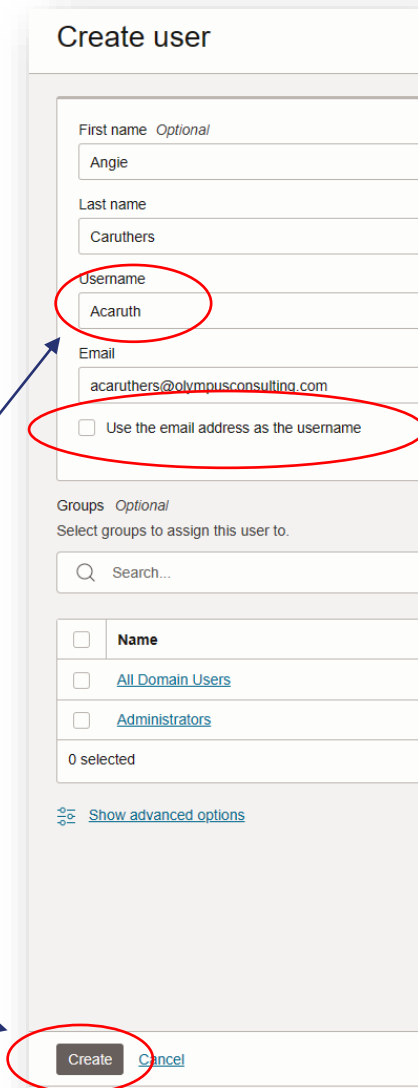 Create user
First name Optional
Angie
Last name
Caruthers
Username
Acaruth
Email
acaruthers@olympusconsulting.com
Use the email address as the username
Groups Optional
Select groups to assign this user to.
Search...
Name
All Domain Users
Administrators
0 selected
Show advanced options
Create Cancel